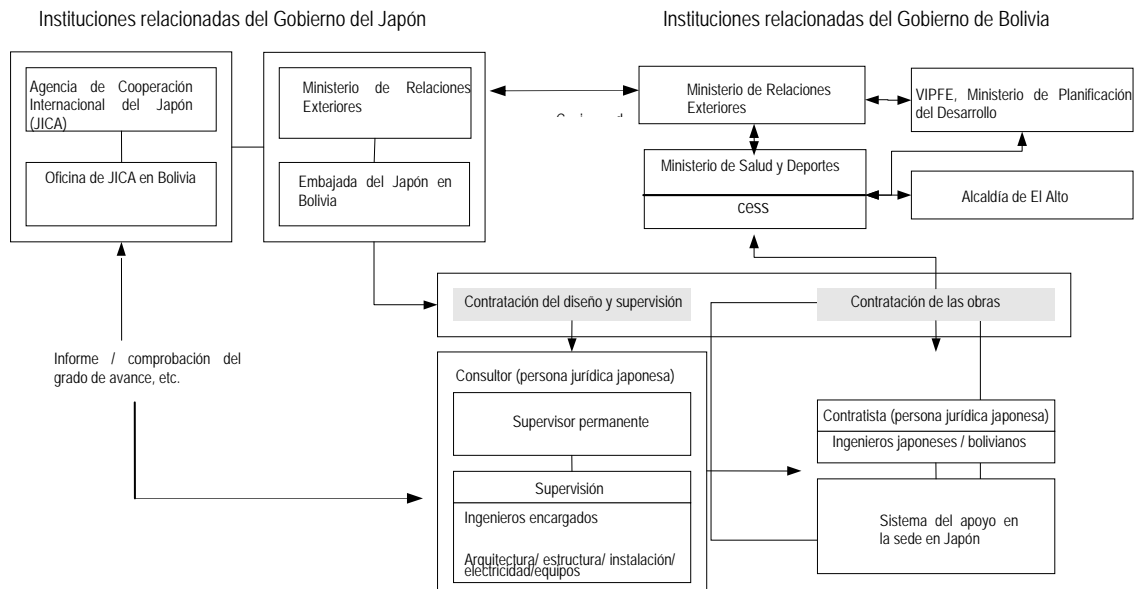 Instituciones relacionadas del Gobierno del Japón
Instituciones relacionadas del Gobierno de Bolivia
Agencia de Cooperación
Internacional del Japón
(JICA)
Oficina de JICA en Bolivia
Ministerio de Relaciones
Exteriores
Embajada del Japón en
Bolivia
Ministerio de Relaciones
Exteriores
VIPFE, Ministerio de Planificación
del Desarrollo
Ministerio de Salud y Deportes
cess
Alcaldía de El Alto
Contratación del diseño y supervisión
Contratación de las obras
Informe / comprobación del
grado de avance, etc.
Consultor (persona jurídica japonesa)
Supervisor permanente
Supervisión
Ingenieros encargados
Arquitectura/ estructura/ instalación/
electricidad/equipos
Contratista (persona jurídica japonesa)
Ingenieros japoneses / bolivianos
Sistema del apoyo en
la sede en Japón